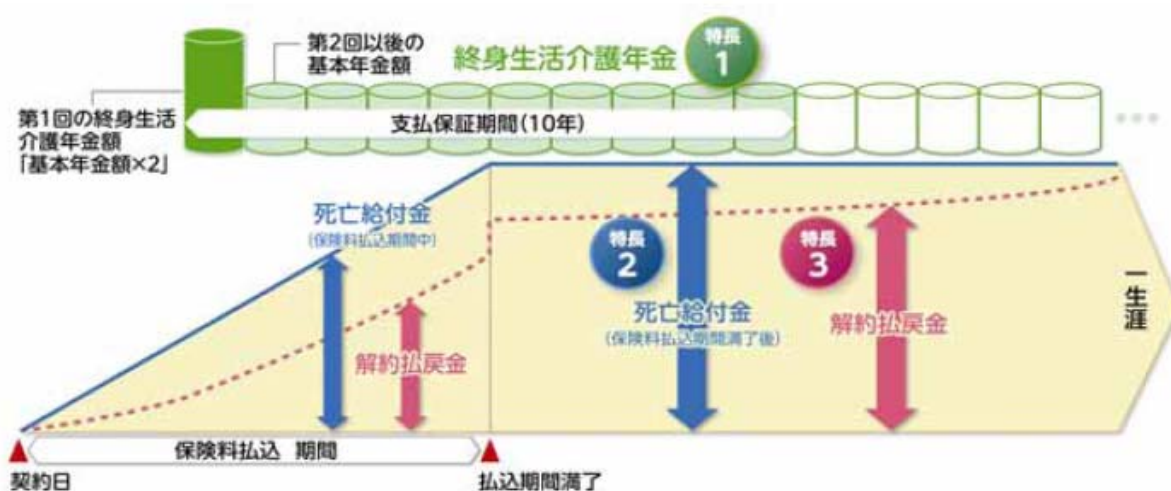 第2回以後の
基本年金額
終身生活介護年金
特長
1
第1回の終身生活
介護年金額
「基本年金額×2」
支払保証期間(10年)
死亡給付金
(保険料払込期間中)
解約払戻金
特長
2
死亡給付金
(保険料払込期間満了後)
特長
3
解約払戻金
一生涯
保険料払込 期間
契約日
払込期間満了